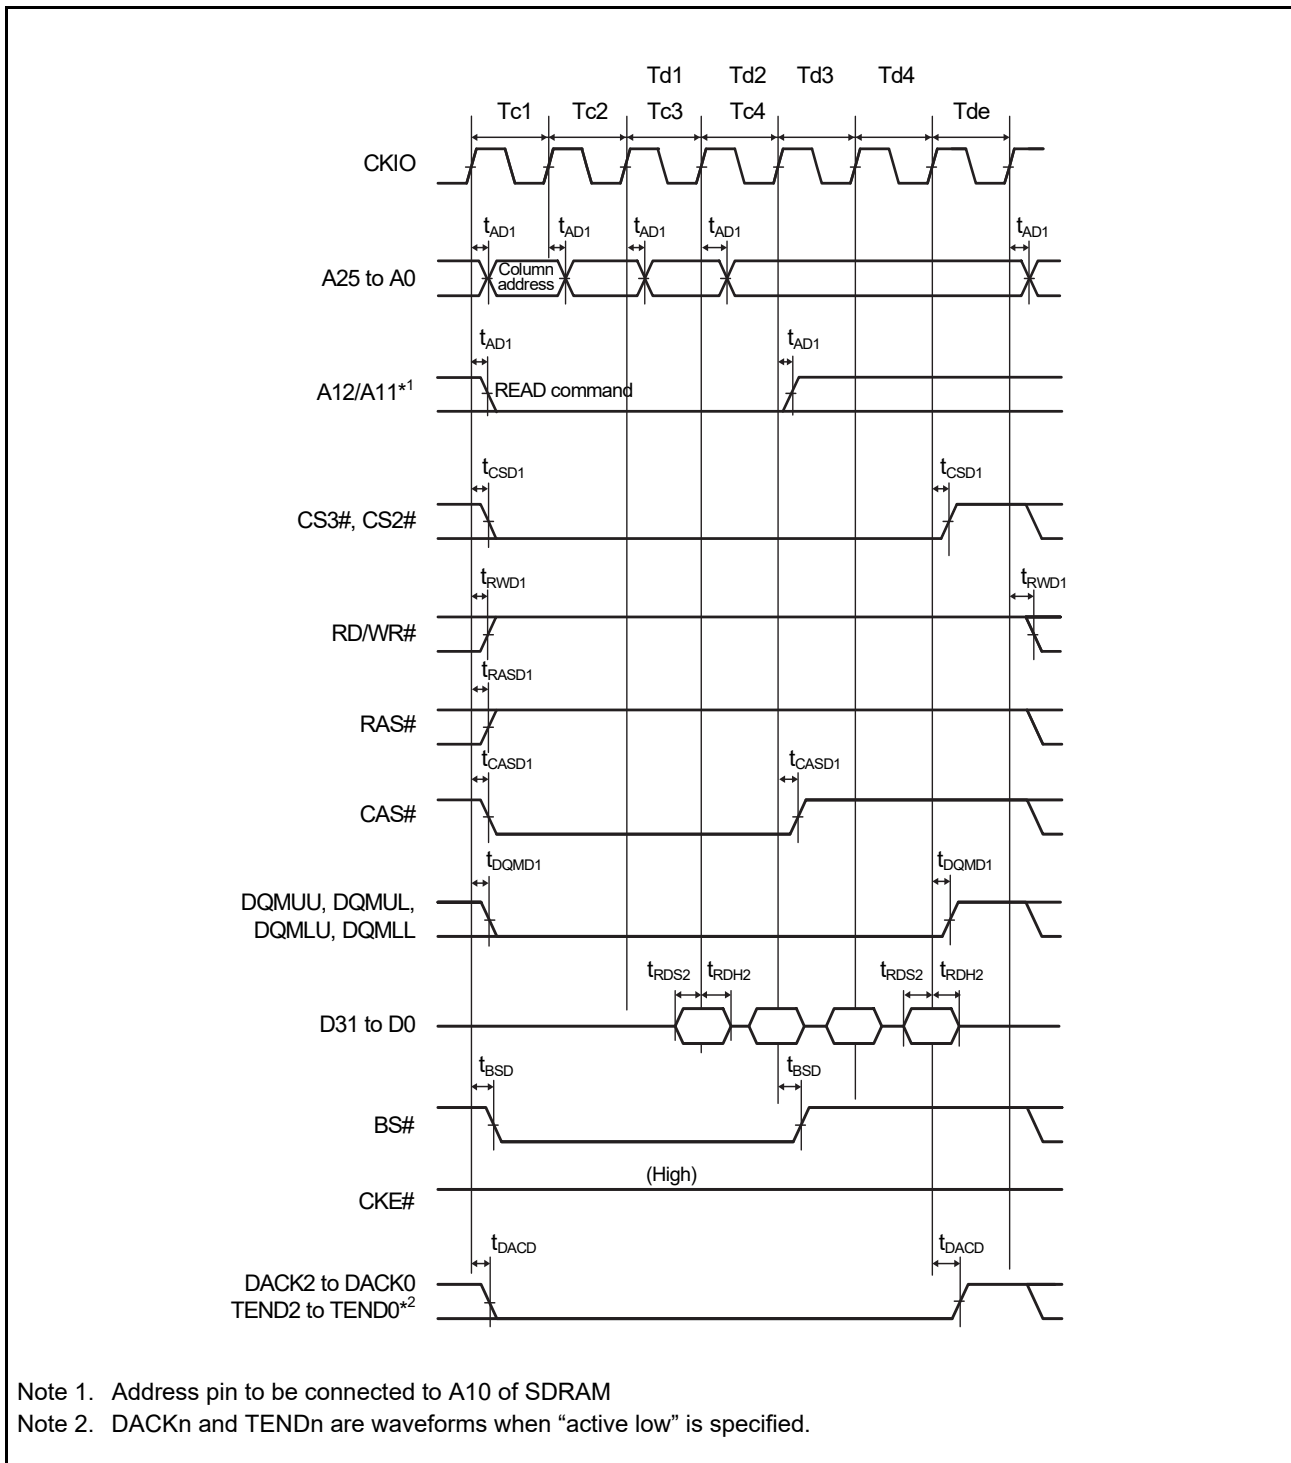 Td1 Td2 Td3 Td4
Tc1 Tc2 Tc3 Tc4 Tde
CKIO
tAD1 tAD1 tAD1 tAD1 tAD1
A25 to A0
Column
address
tAD1 tAD1
A12/A11*1
READ command
tCSD1 tCSD1
CS3#, CS2#
tRWD1 tRWD1
RD/WR#
tRASD1
RAS#
tCASD1 tCASD1
CAS#
tDQMD1 tDQMD1
DQMUU, DQMUL,
DQMLU, DQMLL
tRDS2 tRDH2 tRDS2 tRDH2
D31 to D0
tBSD tBSD
BS#
(High)
CKE#
tDACD tDACD
DACK2 to DACK0
TEND2 to TEND0*2
Note 1. Address pin to be connected to A10 of SDRAM
Note 2. DACKn and TENDn are waveforms when “active low” is specified.